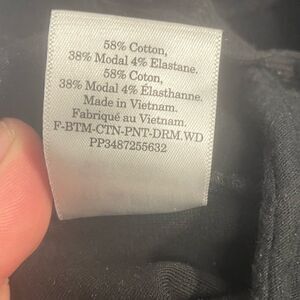 58% Cotton,
38% Modal 4% Elastane.
58% Coton,
38% Modal 4% Élasthanne.
Made in Vietnam.
Fabriqué au Vietnam.
F-BTM-CTN-PNT-DRM.WD
PP3487255632